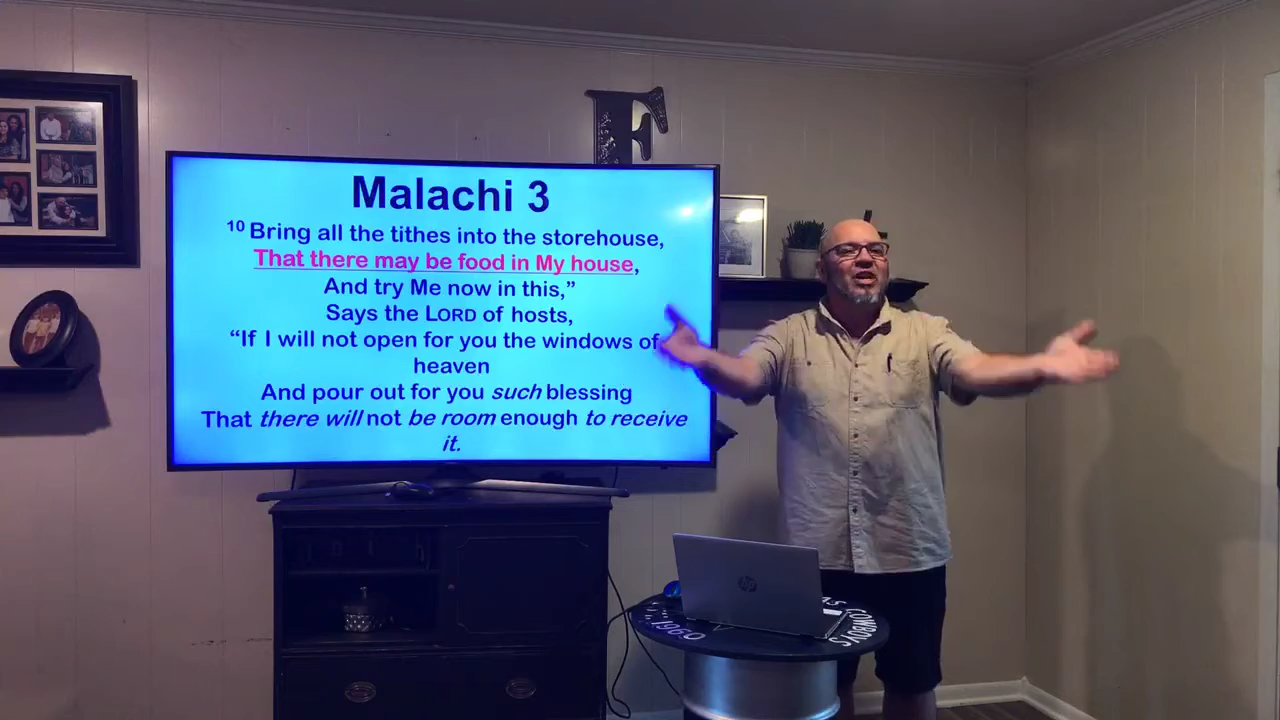 F
Malachi 3
10 Bring all the tithes into the storehouse,
That there may be food in My house,
And try Me now in this,”
Says the LORD of hosts,
“If I will not open for you the windows of
heaven
And pour out for you such blessing
That there will not be room enough to receive
it.
hp
1960
COWBOYS